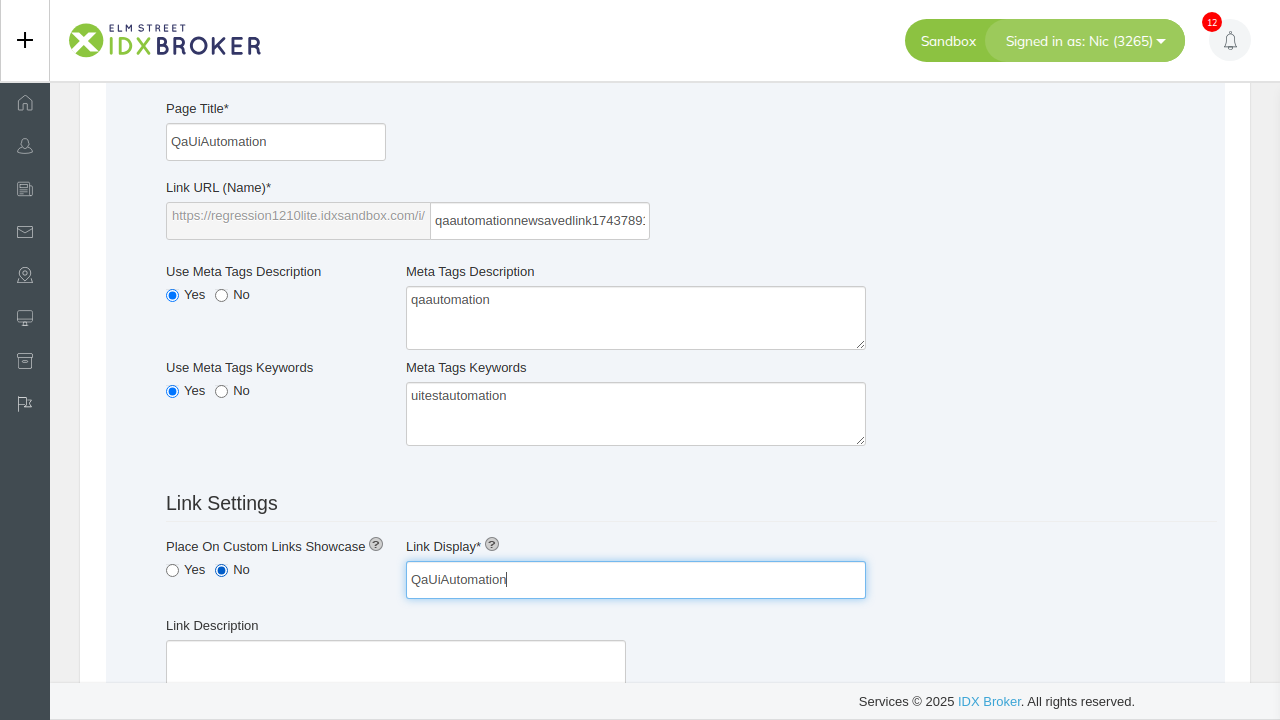 ELM STREET
IDXBROKER
Sandbox
Signed in as: Nic (3265)
12
Page Title*
QaUiAutomation
Link URL (Name)*
https://regression1210lite.idxsandbox.com/i/
qaautomationnewsavedlink17437891
Use Meta Tags Description
Meta Tags Description
Yes No
qaautomation
Use Meta Tags Keywords
Meta Tags Keywords
Yes No
uitestautomation
Link Settings
Place On Custom Links Showcase ?
Link Display* ?
Yes No
QaUiAutomation
Link Description
Services © 2025 IDX Broker. All rights reserved.